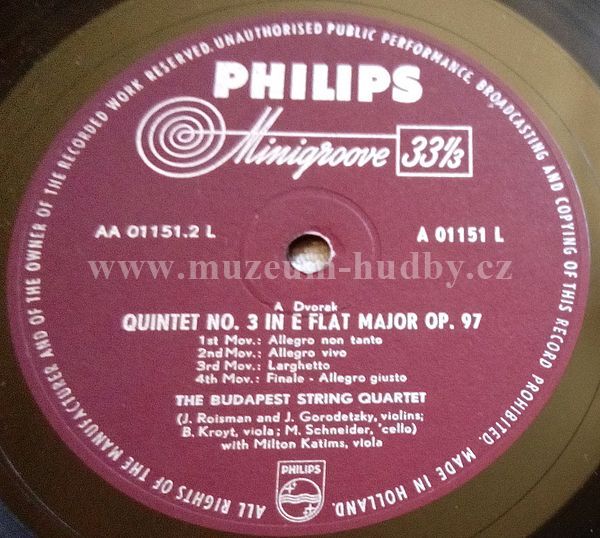 ALL RIGHTS OF THE MANUFACTURER AND OF THE OWNER OF THE RECORDED WORK RESERVED. UNAUTHORISED PUBLIC PERFORMANCE, BROADCASTING AND COPYING OF THIS RECORD PROHIBITED. MADE IN HOLLAND.
PHILIPS
Minigroove 33⅓
AA 01151.2 L A 01151 L
www.muzeum-hudby.cz
A Dvorak
QUINTET NO. 3 IN E FLAT MAJOR OP. 97
1st Mov.: Allegro non tanto
2nd Mov.: Allegro vivo
3rd Mov.: Larghetto
4th Mov.: Finale - Allegro giusto
THE BUDAPEST STRING QUARTET
(J. Roisman and J. Gorodetzky, violins;
B. Kroyt, viola; M. Schneider, 'cello)
with Milton Katims, viola
PHILIPS